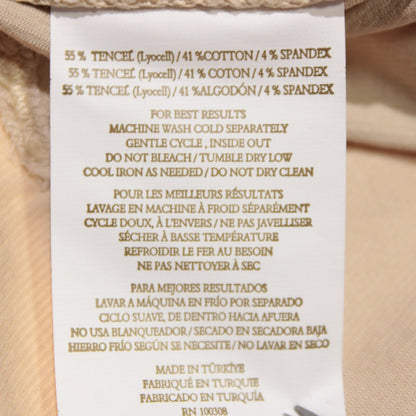 55 % TENCEL (Lyocell) / 41 %COTTON / 4 % SPANDEX
55 % TENCEL (Lyocell) / 41 % COTON / 4 % SPANDEX
55 % TENCEL (Lyocell) / 41 %ALGODÓN / 4 % SPANDEX
FOR BEST RESULTS
MACHINE WASH COLD SEPARATELY
GENTLE CYCLE , INSIDE OUT
DO NOT BLEACH / TUMBLE DRY LOW
COOL IRON AS NEEDED / DO NOT DRY CLEAN
POUR LES MEILLEURS RÉSULTATS
LAVAGE EN MACHINE À FROID SÉPARÉMENT
CYCLE DOUX, À L'ENVERS / NE PAS JAVELLISER
SÉCHER À BASSE TEMPÉRATURE
REFROIDIR LE FER AU BESOIN
NE PAS NETTOYER À SEC
PARA MEJORES RESULTADOS
LAVAR A MÁQUINA EN FRÍO POR SEPARADO
CICLO SUAVE, DE DENTRO HACIA AFUERA
NO USA BLANQUEADOR / SECADO EN SECADORA BAJA
HIERRO FRÍO SEGÚN SE NECESITE / NO LAVAR EN SECO
MADE IN TÜRKİYE
FABRIQUÉ EN TURQUIE
FABRICADO EN TURQUÍA
RN 100308